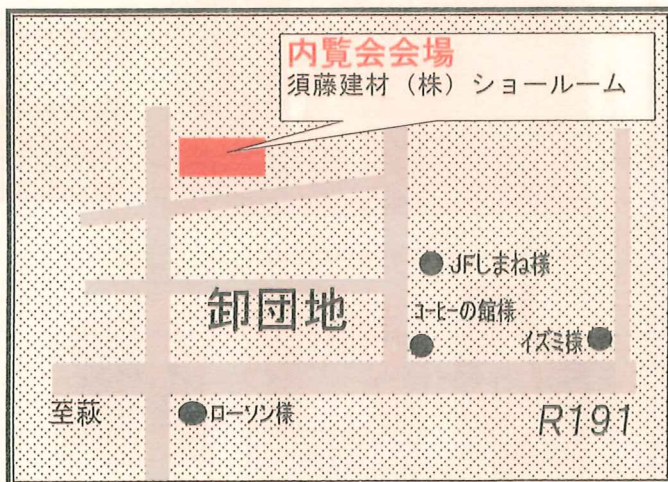 内覧会会場
須藤建材（株）ショールーム
JFしまね様
卸団地
コーヒーの館様
イズミ様
至萩
ローソン様
R191